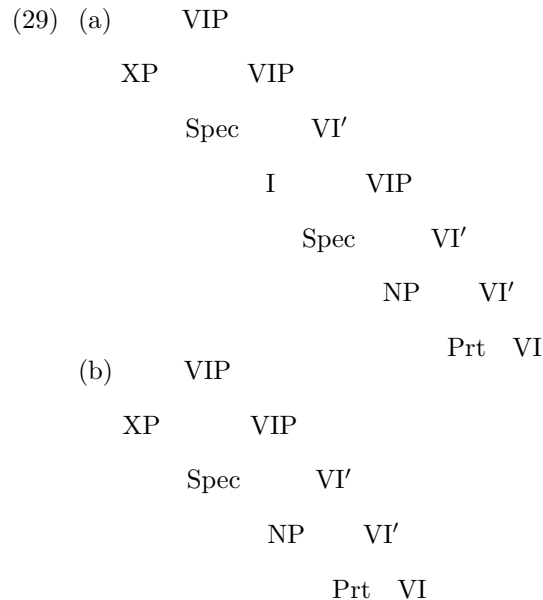 (29) (a) VIP
XP VIP
Spec VI′
I VIP
Spec VI′
NP VI′
Prt VI
(b) VIP
XP VIP
Spec VI′
NP VI′
Prt VI